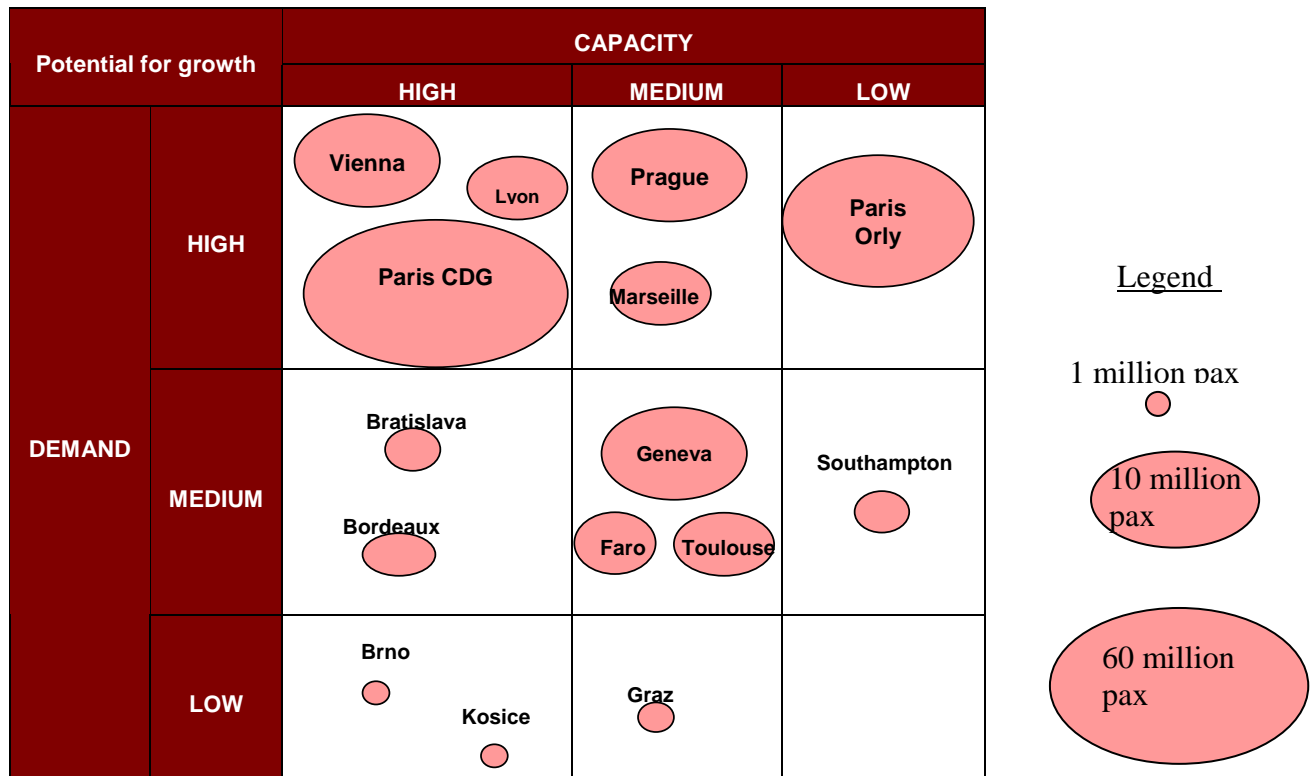 Potential for growth
CAPACITY
HIGH
MEDIUM
LOW
DEMAND
HIGH
Vienna
Lyon
Paris CDG
Prague
Marseille
Paris
Orly
MEDIUM
Bratislava
Bordeaux
Geneva
Faro
Toulouse
Southampton
LOW
Brno
Kosice
Graz
Legend
1 million pax
10 million
pax
60 million
pax